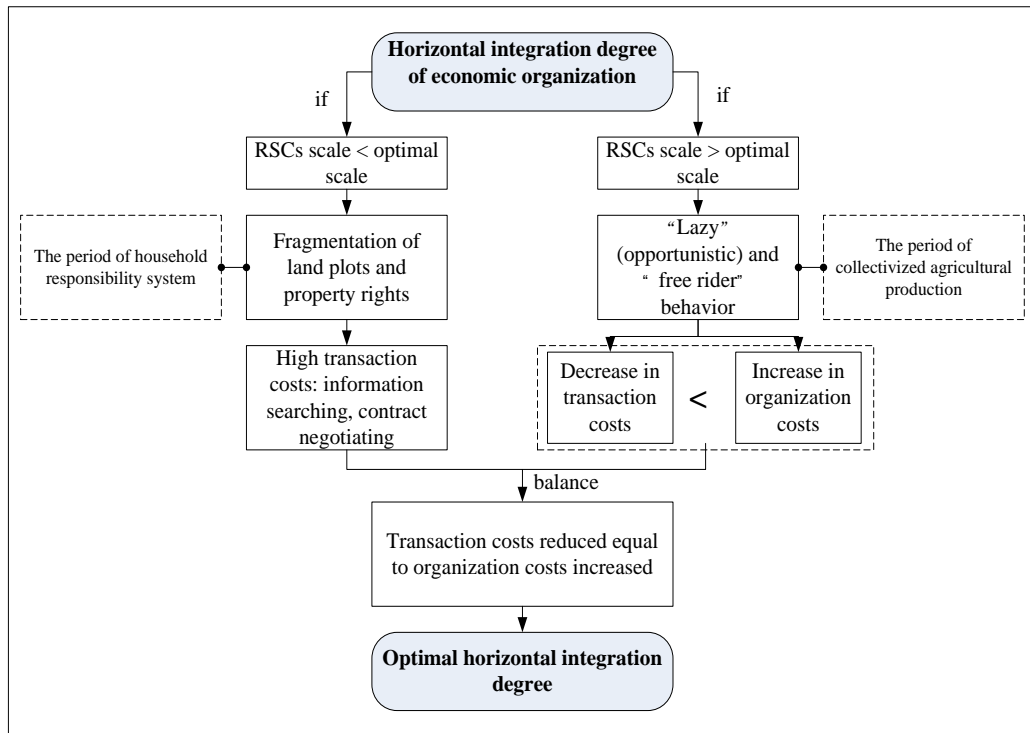 Horizontal integration degree
of economic organization
if
if
RSCs scale < optimal
scale
RSCs scale > optimal
scale
The period of household
responsibility system
Fragmentation of
land plots and
property rights
“Lazy”
(opportunistic) and
“ free rider”
behavior
The period of
collectivized agricultural
production
High transaction
costs: information
searching, contract
negotiating
Decrease in
transaction
costs
<
Increase in
organization
costs
balance
Transaction costs reduced equal
to organization costs increased
Optimal horizontal integration
degree